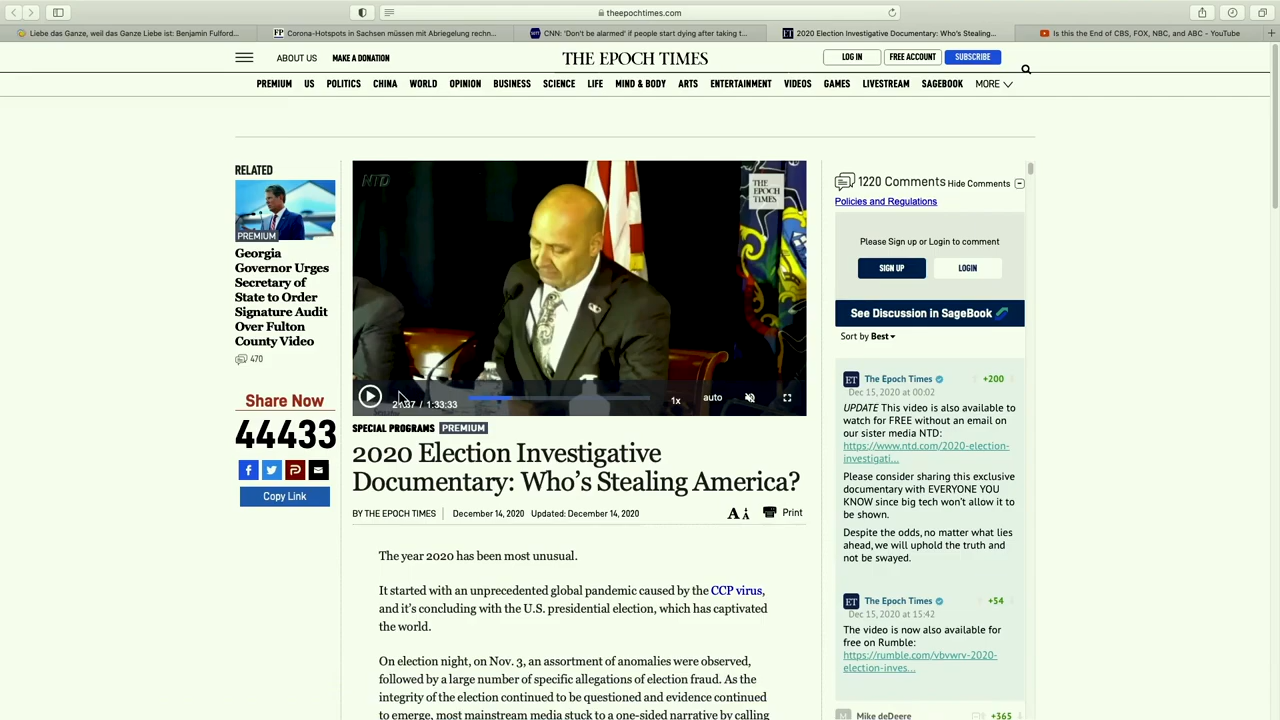 theepochtimes.com
Liebe das Ganze, weil das Ganze Liebe ist: Benjamin Fulford...
Corona-Hotspots in Sachsen müssen mit Abriegelung rechn...
CNN: 'Don't be alarmed' if people start dying after taking t...
2020 Election Investigative Documentary: Who's Stealing...
Is this the End of CBS, FOX, NBC, and ABC - YouTube
ABOUT US
MAKE A DONATION
THE EPOCH TIMES
LOG IN
FREE ACCOUNT
SUBSCRIBE
PREMIUM US POLITICS CHINA WORLD OPINION BUSINESS SCIENCE LIFE MIND & BODY ARTS ENTERTAINMENT VIDEOS GAMES LIVESTREAM SAGEBOOK MORE
RELATED
PREMIUM
Georgia
Governor Urges
Secretary of
State to Order
Signature Audit
Over Fulton
County Video
470
Share Now
44433
Copy Link
NTD
THE
EPOCH
TIMES
21:37 / 1:33:33
1x
auto
SPECIAL PROGRAMS PREMIUM
2020 Election Investigative
Documentary: Who's Stealing America?
BY THE EPOCH TIMES
December 14, 2020 Updated: December 14, 2020
A A
Print
The year 2020 has been most unusual.
It started with an unprecedented global pandemic caused by the CCP virus,
and it's concluding with the U.S. presidential election, which has captivated
the world.
On election night, on Nov. 3, an assortment of anomalies were observed,
followed by a large number of specific allegations of election fraud. As the
integrity of the election continued to be questioned and evidence continued
to emerge, most mainstream media stuck to a one-sided narrative by calling
1220 Comments Hide Comments
Policies and Regulations
Please Sign up or Login to comment
SIGN UP
LOGIN
See Discussion in SageBook
Sort by Best
ET The Epoch Times +200
Dec 15, 2020 at 00:02
UPDATE This video is also available to
watch for FREE without an email on
our sister media NTD:
https://www.ntd.com/2020-election-
investigati...
Please consider sharing this exclusive
documentary with EVERYONE YOU
KNOW since big tech won't allow it to
be shown.
Despite the odds, no matter what lies
ahead, we will uphold the truth and
not be swayed.
ET The Epoch Times +54
Dec 15, 2020 at 15:42
The video is now also available for
free on Rumble:
https://rumble.com/vbvwrv-2020-
election-inves...
M Mike deDeere +365